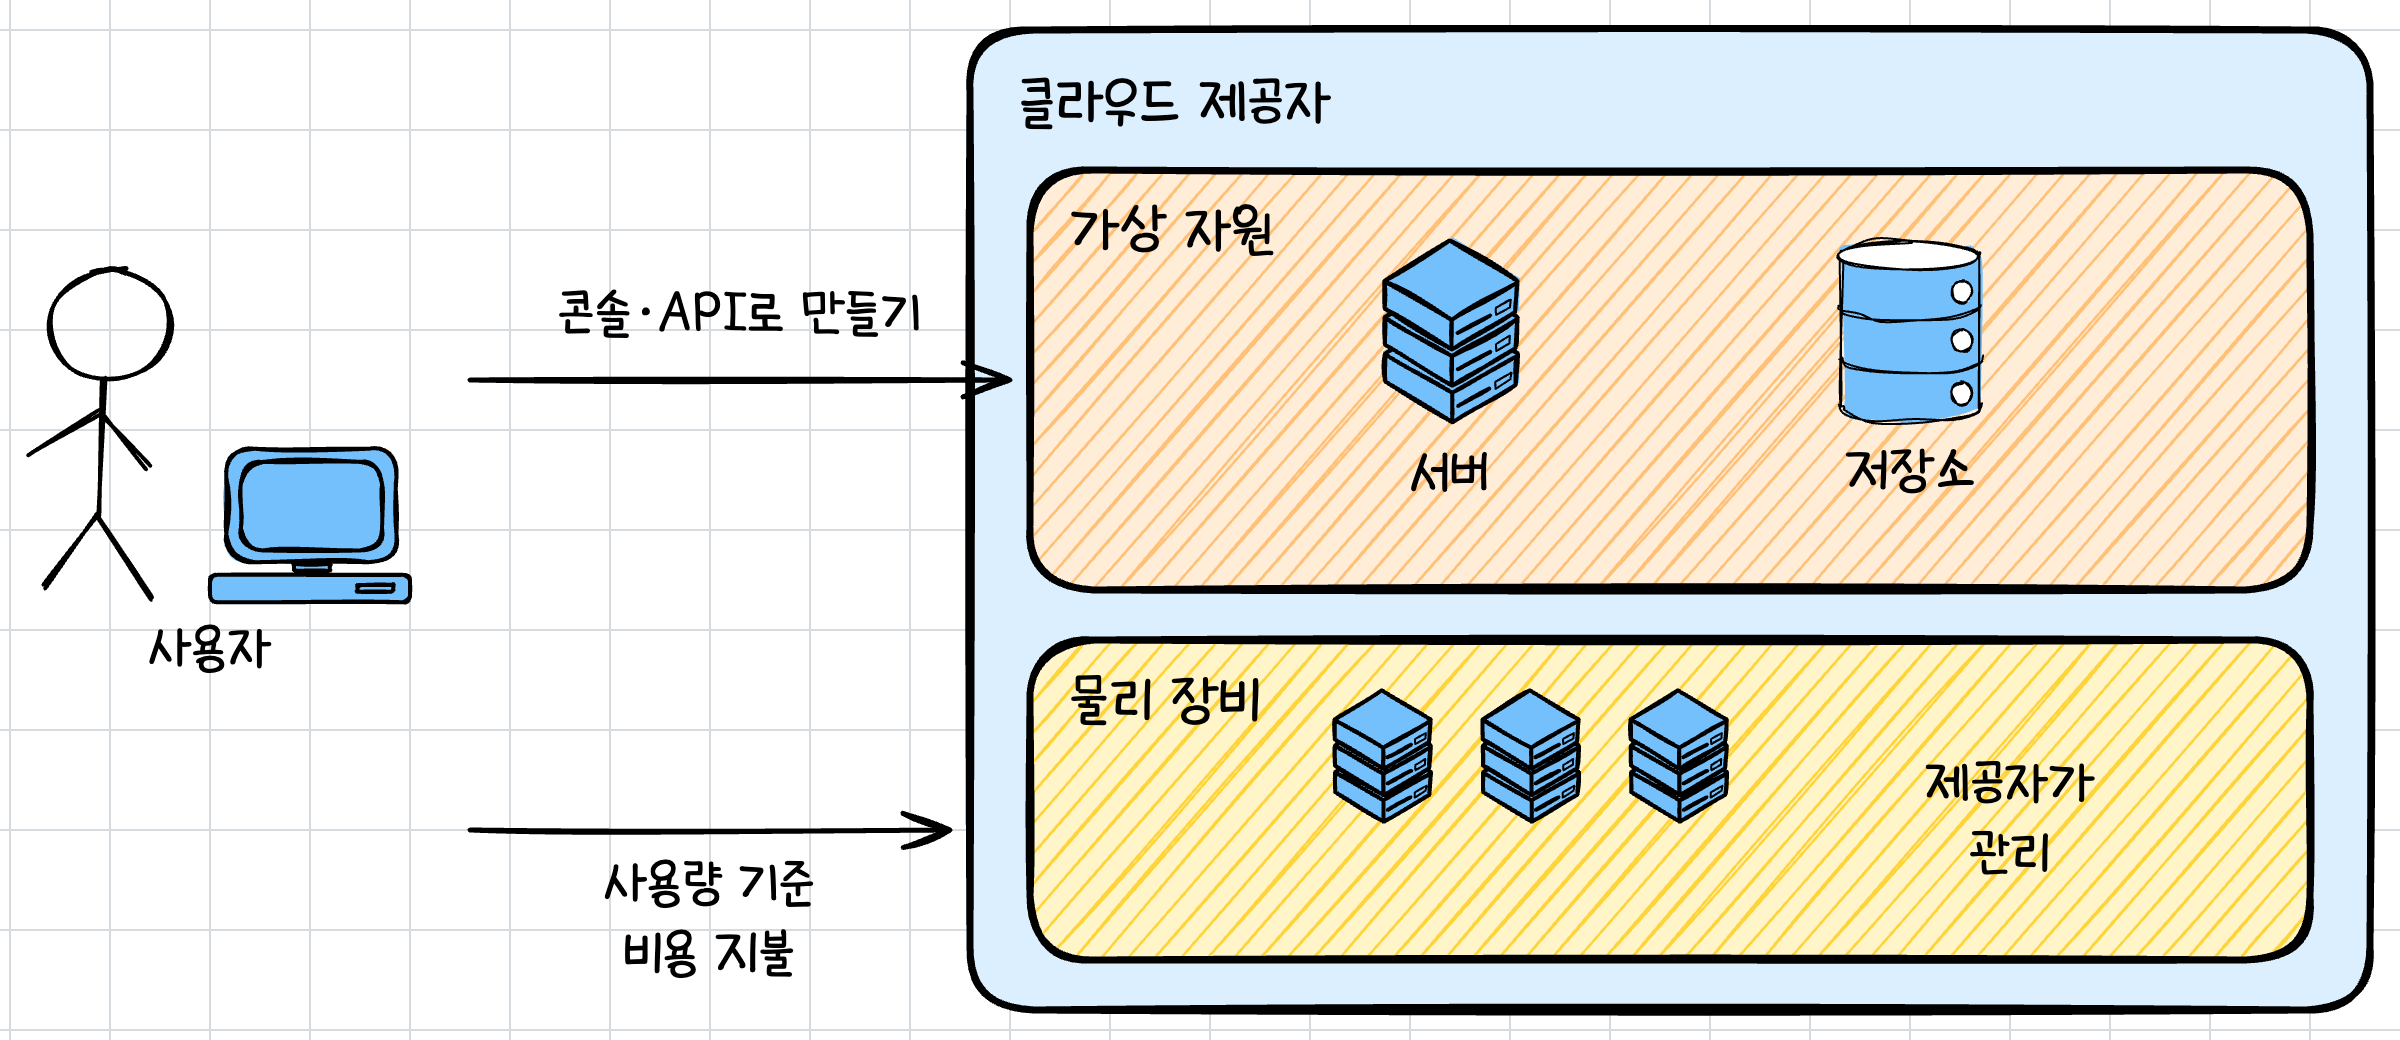 클라우드 제공자
가상 자원
콘솔·API로 만들기
서버
저장소
사용자
물리 장비
제공자가
관리
사용량 기준
비용 지불